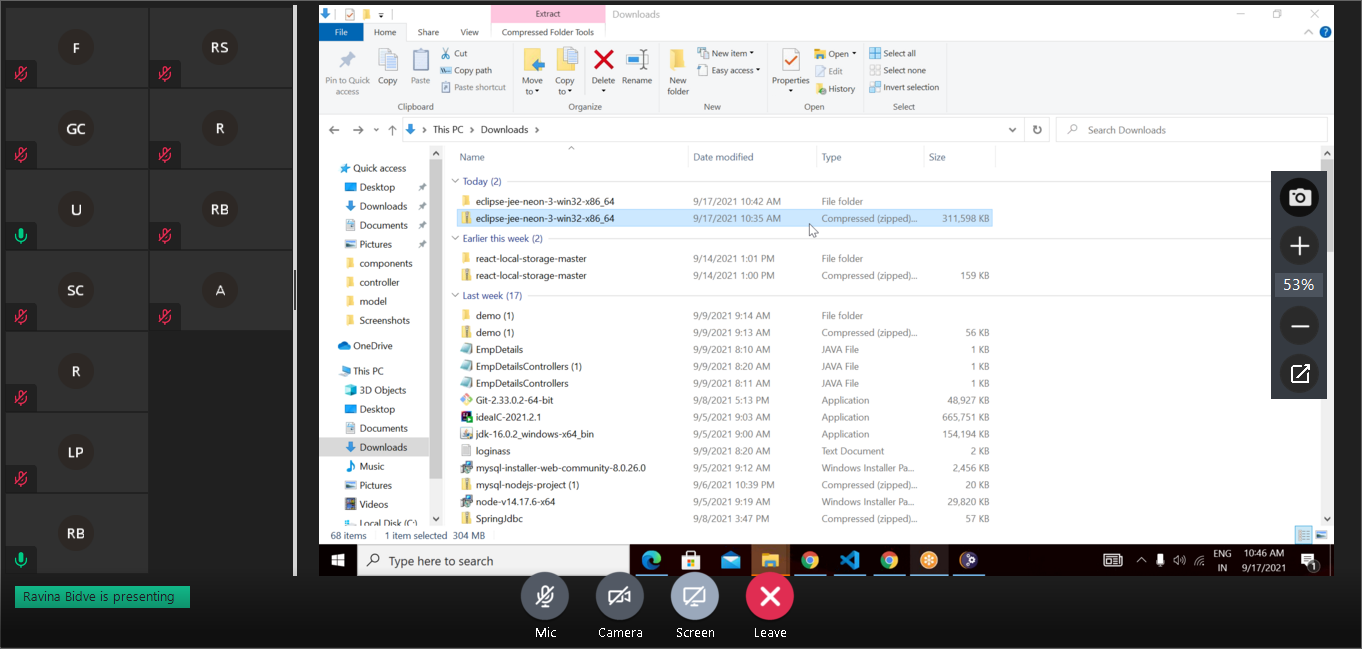 F
RS
GC
R
U
RB
SC
A
R
LP
RB
Ravina Bidve is presenting
Extract
Downloads
File
Home
Share
View
Compressed Folder Tools
Pin to Quick access
Copy
Paste
Cut
Copy path
Paste shortcut
Clipboard
Move to
Copy to
Delete
Rename
Organize
New folder
New item
Easy access
New
Properties
Open
Edit
History
Open
Select all
Select none
Invert selection
Select
This PC > Downloads >
Search Downloads
Quick access
Desktop
Downloads
Documents
Pictures
components
controller
model
Screenshots
OneDrive
This PC
3D Objects
Desktop
Documents
Downloads
Music
Pictures
Videos
Local Disk (C:)
Name Date modified Type Size
Today (2)
eclipse-jee-neon-3-win32-x86_64 9/17/2021 10:42 AM File folder
eclipse-jee-neon-3-win32-x86_64 9/17/2021 10:35 AM Compressed (zipped)... 311,598 KB
Earlier this week (2)
react-local-storage-master 9/14/2021 1:01 PM File folder
react-local-storage-master 9/14/2021 1:00 PM Compressed (zipped)... 159 KB
Last week (17)
demo (1) 9/9/2021 9:14 AM File folder
demo (1) 9/9/2021 9:13 AM Compressed (zipped)... 56 KB
EmpDetails 9/9/2021 8:10 AM JAVA File 1 KB
EmpDetailsControllers (1) 9/9/2021 8:20 AM JAVA File 1 KB
EmpDetailsControllers 9/9/2021 8:11 AM JAVA File 1 KB
Git-2.33.0.2-64-bit 9/8/2021 5:13 PM Application 48,927 KB
ideaIC-2021.2.1 9/5/2021 9:03 AM Application 665,751 KB
jdk-16.0.2_windows-x64_bin 9/5/2021 9:00 AM Application 154,194 KB
loginass 9/9/2021 8:20 AM Text Document 2 KB
mysql-installer-web-community-8.0.26.0 9/5/2021 9:12 AM Windows Installer Pa... 2,456 KB
mysql-nodejs-project (1) 9/6/2021 10:39 PM Compressed (zipped)... 20 KB
node-v14.17.6-x64 9/5/2021 9:19 AM Windows Installer Pa... 29,820 KB
SpringJdbc 9/8/2021 3:47 PM Compressed (zipped)... 57 KB
68 items 1 item selected 304 MB
53%
Type here to search
ENG
IN
10:46 AM
9/17/2021
1
Mic
Camera
Screen
Leave